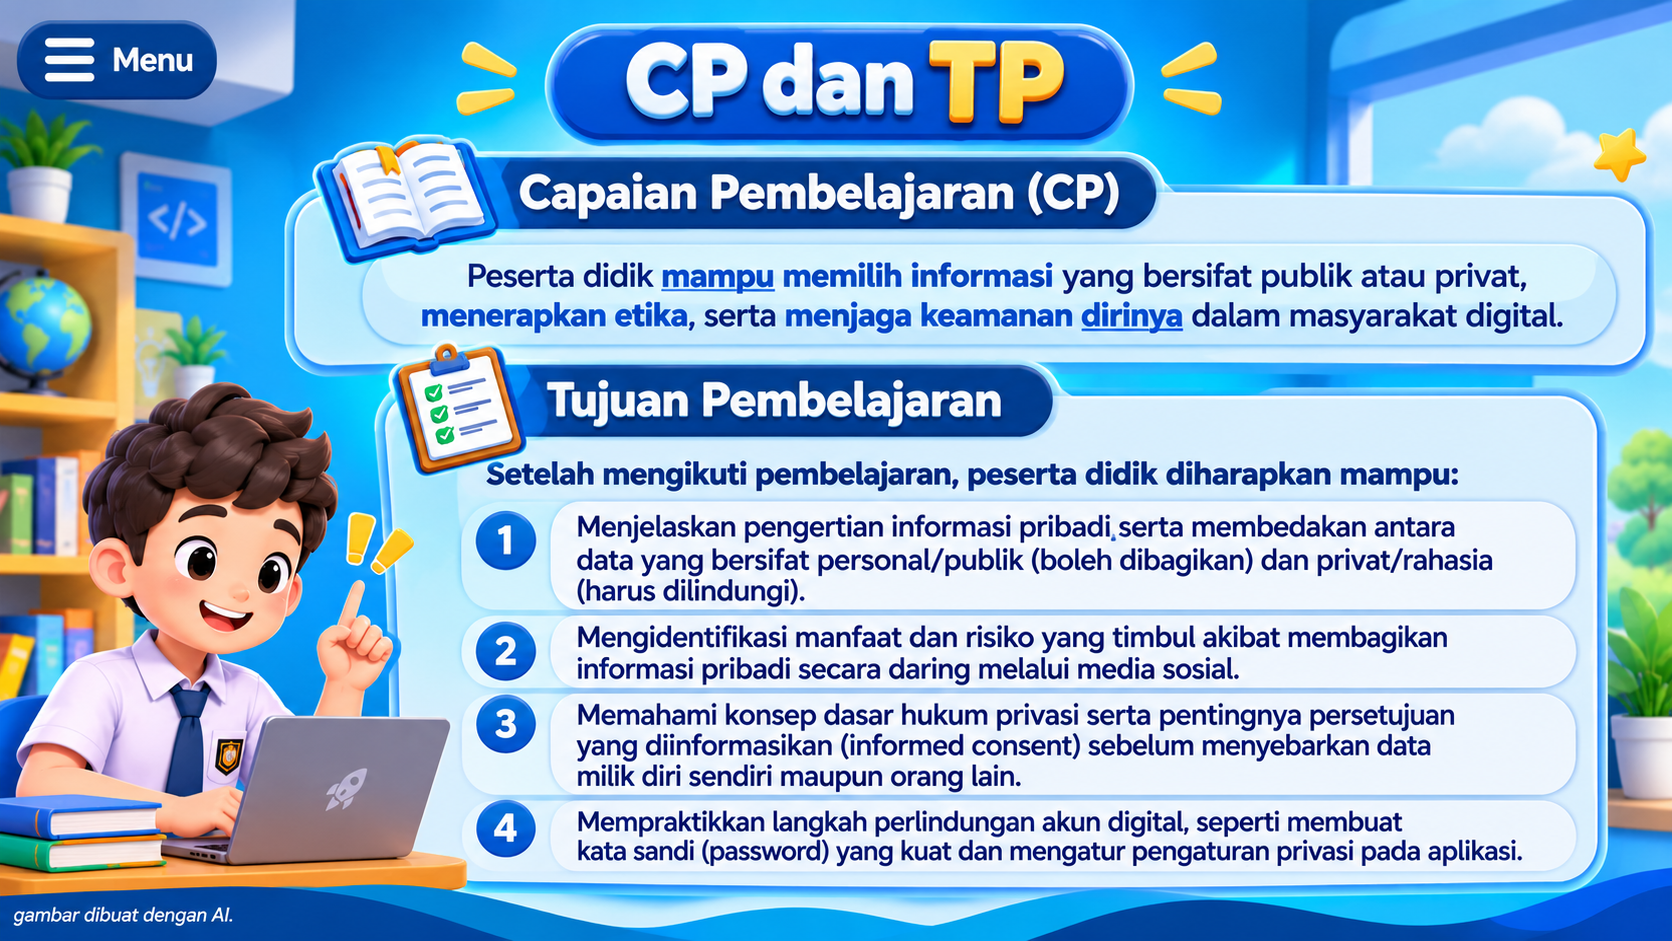 Menu
CP dan TP
</>
Capaian Pembelajaran (CP)
Peserta didik mampu memilih informasi yang bersifat publik atau privat,
menerapkan etika, serta menjaga keamanan dirinya dalam masyarakat digital.
Tujuan Pembelajaran
Setelah mengikuti pembelajaran, peserta didik diharapkan mampu:
1 Menjelaskan pengertian informasi pribadi serta membedakan antara
data yang bersifat personal/publik (boleh dibagikan) dan privat/rahasia
(harus dilindungi).
2 Mengidentifikasi manfaat dan risiko yang timbul akibat membagikan
informasi pribadi secara daring melalui media sosial.
3 Memahami konsep dasar hukum privasi serta pentingnya persetujuan
yang diinformasikan (informed consent) sebelum menyebarkan data
milik diri sendiri maupun orang lain.
4 Mempraktikkan langkah perlindungan akun digital, seperti membuat
kata sandi (password) yang kuat dan mengatur pengaturan privasi pada aplikasi.
gambar dibuat dengan AI.